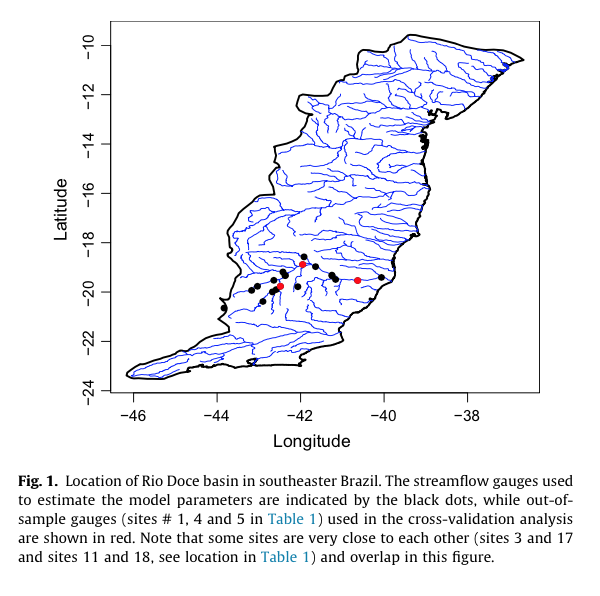 −10
−12
−14
−16
−18
−20
−22
−24
Latitude
−46 −44 −42 −40 −38
Longitude
Fig. 1. Location of Rio Doce basin in southeaster Brazil. The streamflow gauges used
to estimate the model parameters are indicated by the black dots, while out-of-
sample gauges (sites # 1, 4 and 5 in Table 1) used in the cross-validation analysis
are shown in red. Note that some sites are very close to each other (sites 3 and 17
and sites 11 and 18, see location in Table 1) and overlap in this figure.